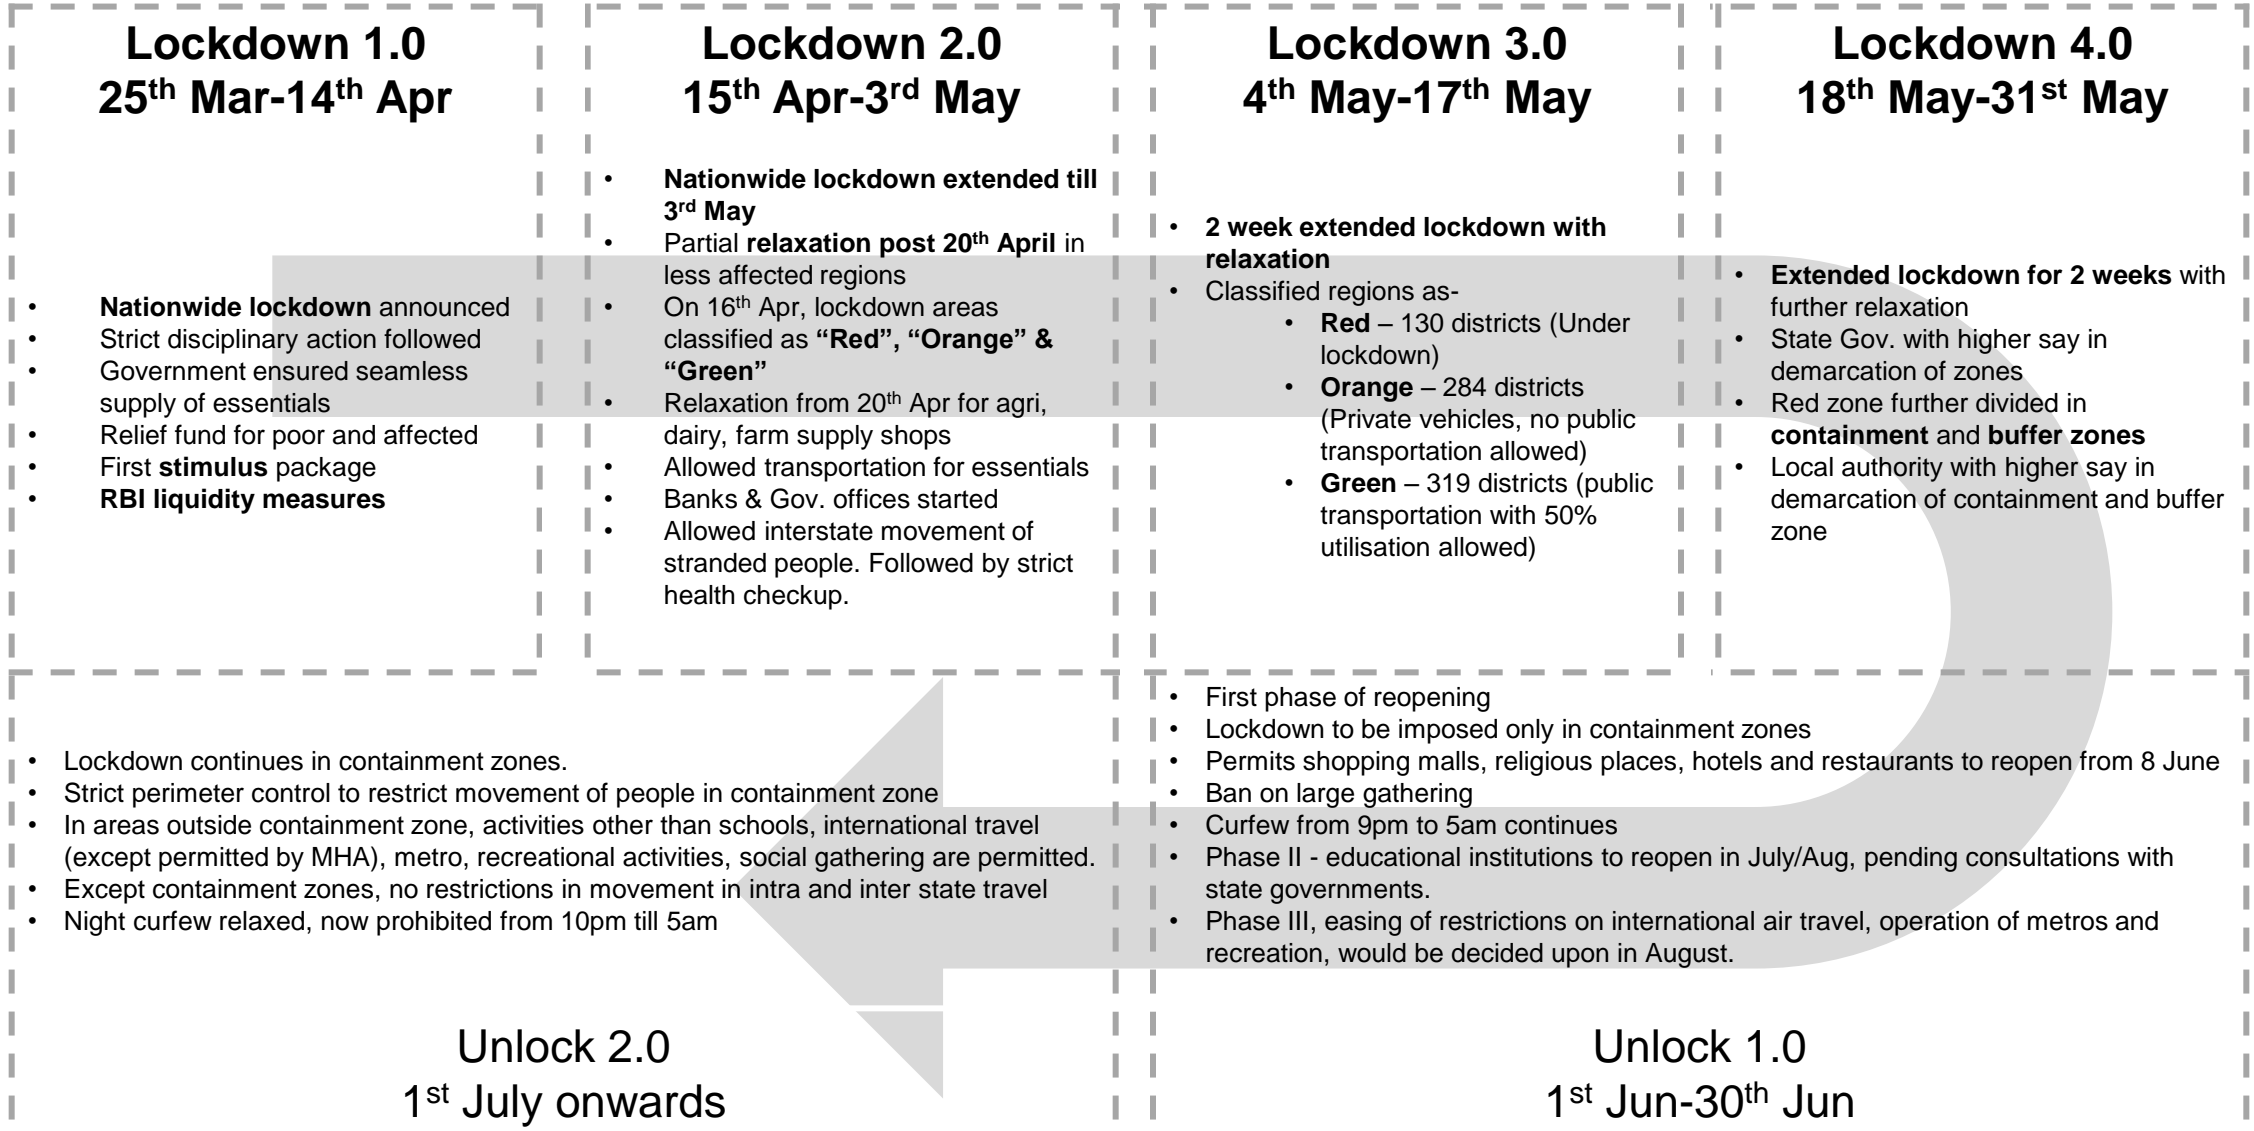 Lockdown 1.0
25th Mar-14th Apr
• Nationwide lockdown announced
• Strict disciplinary action followed
• Government ensured seamless
supply of essentials
• Relief fund for poor and affected
• First stimulus package
• RBI liquidity measures
Lockdown 2.0
15th Apr-3rd May
• Nationwide lockdown extended till
3rd May
• Partial relaxation post 20th April in
less affected regions
• On 16th Apr, lockdown areas
classified as “Red”, “Orange” &
“Green”
• Relaxation from 20th Apr for agri,
dairy, farm supply shops
• Allowed transportation for essentials
• Banks & Gov. offices started
• Allowed interstate movement of
stranded people. Followed by strict
health checkup.
Lockdown 3.0
4th May-17th May
• 2 week extended lockdown with
relaxation
• Classified regions as-
• Red – 130 districts (Under
lockdown)
• Orange – 284 districts
(Private vehicles, no public
transportation allowed)
• Green – 319 districts (public
transportation with 50%
utilisation allowed)
Lockdown 4.0
18th May-31st May
• Extended lockdown for 2 weeks with
further relaxation
• State Gov. with higher say in
demarcation of zones
• Red zone further divided in
containment and buffer zones
• Local authority with higher say in
demarcation of containment and buffer
zone
• First phase of reopening
• Lockdown to be imposed only in containment zones
• Permits shopping malls, religious places, hotels and restaurants to reopen from 8 June
• Ban on large gathering
• Curfew from 9pm to 5am continues
• Phase II - educational institutions to reopen in July/Aug, pending consultations with
state governments.
• Phase III, easing of restrictions on international air travel, operation of metros and
recreation, would be decided upon in August.
Unlock 1.0
1st Jun-30th Jun
• Lockdown continues in containment zones.
• Strict perimeter control to restrict movement of people in containment zone
• In areas outside containment zone, activities other than schools, international travel
(except permitted by MHA), metro, recreational activities, social gathering are permitted.
• Except containment zones, no restrictions in movement in intra and inter state travel
• Night curfew relaxed, now prohibited from 10pm till 5am
Unlock 2.0
1st July onwards